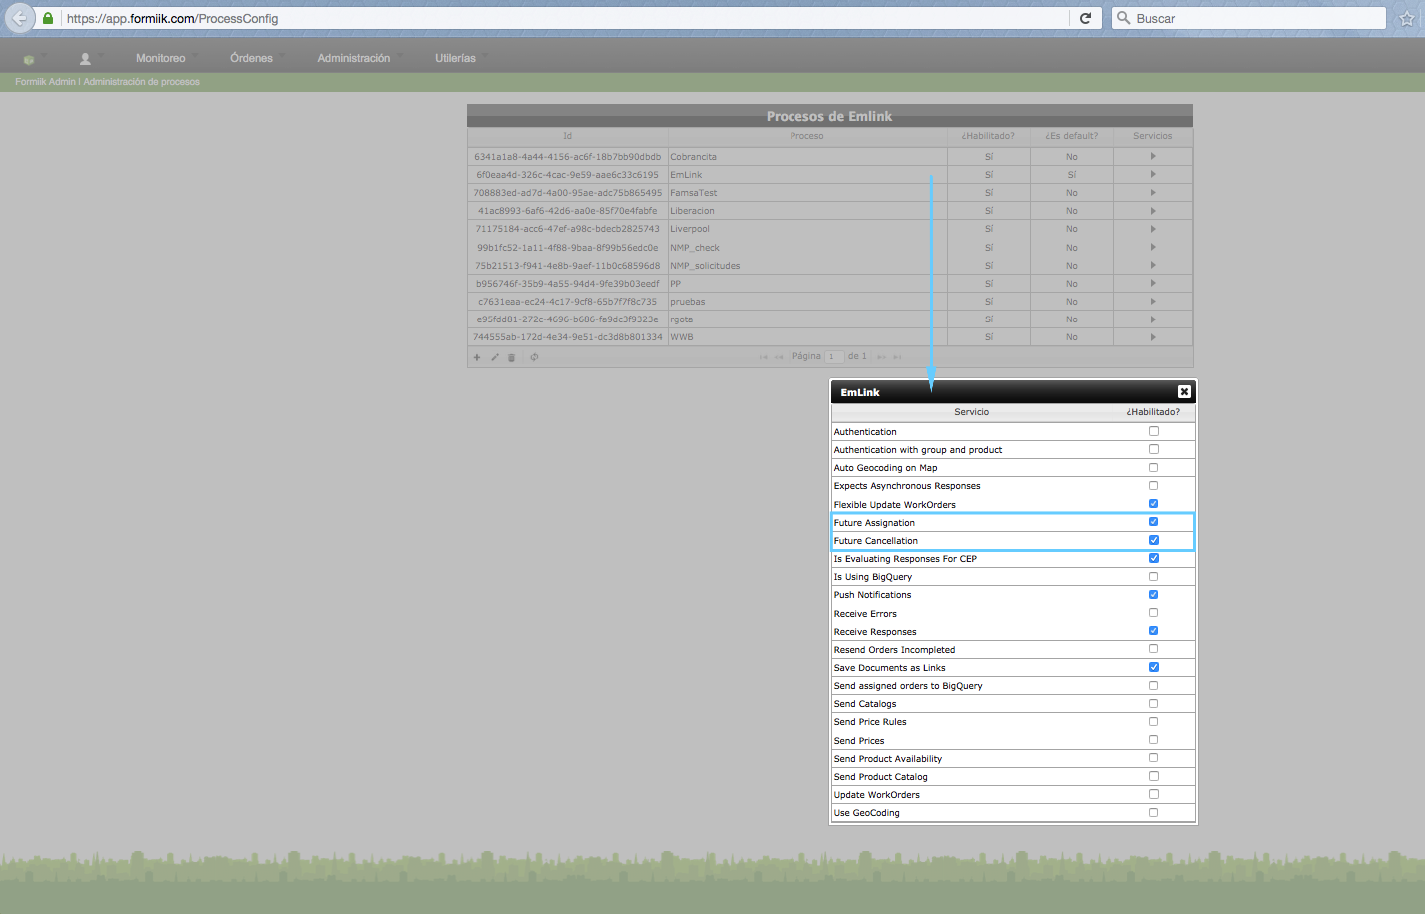 https://app.formiik.com/ProcessConfig
Buscar
Monitoreo Órdenes Administración Utilerías
Formiik Admin | Administración de procesos
Procesos de Emlink
Id Proceso ¿Habilitado? ¿Es default? Servicios
6341a1a8-4a44-4156-ac6f-18b7bb90dbdb Cobrancita Sí No
6f0eaa4d-326c-4cac-9e59-aae6c33c6195 EmLink Sí Sí
708883ed-ad7d-4a00-95ae-adc75b865495 FamsaTest Sí No
41ac8993-6af6-42d6-aa0e-85f70e4fabfe Liberacion Sí No
71175184-acc6-47ef-a98c-bdecb2825743 Liverpool Sí No
99b1fc52-1a11-4f88-9baa-8f99b56edc0e NMP_check Sí No
75b21513-f941-4e8b-9aef-11b0c68596d8 NMP_solicitudes Sí No
b956746f-35b9-4a55-94d4-9fe39b03eedf PP Sí No
c7631eaa-ec24-4c17-9cf8-65b7f7f8c735 pruebas Sí No
Sí No
744555ab-172d-4e34-9e51-dc3d8b801334 WWB Sí No
Página 1 de 1
EmLink
Servicio ¿Habilitado?
Authentication
Authentication with group and product
Auto Geocoding on Map
Expects Asynchronous Responses
Flexible Update WorkOrders
Future Assignation
Future Cancellation
Is Evaluating Responses For CEP
Is Using BigQuery
Push Notifications
Receive Errors
Receive Responses
Resend Orders Incompleted
Save Documents as Links
Send assigned orders to BigQuery
Send Catalogs
Send Price Rules
Send Prices
Send Product Availability
Send Product Catalog
Update WorkOrders
Use GeoCoding